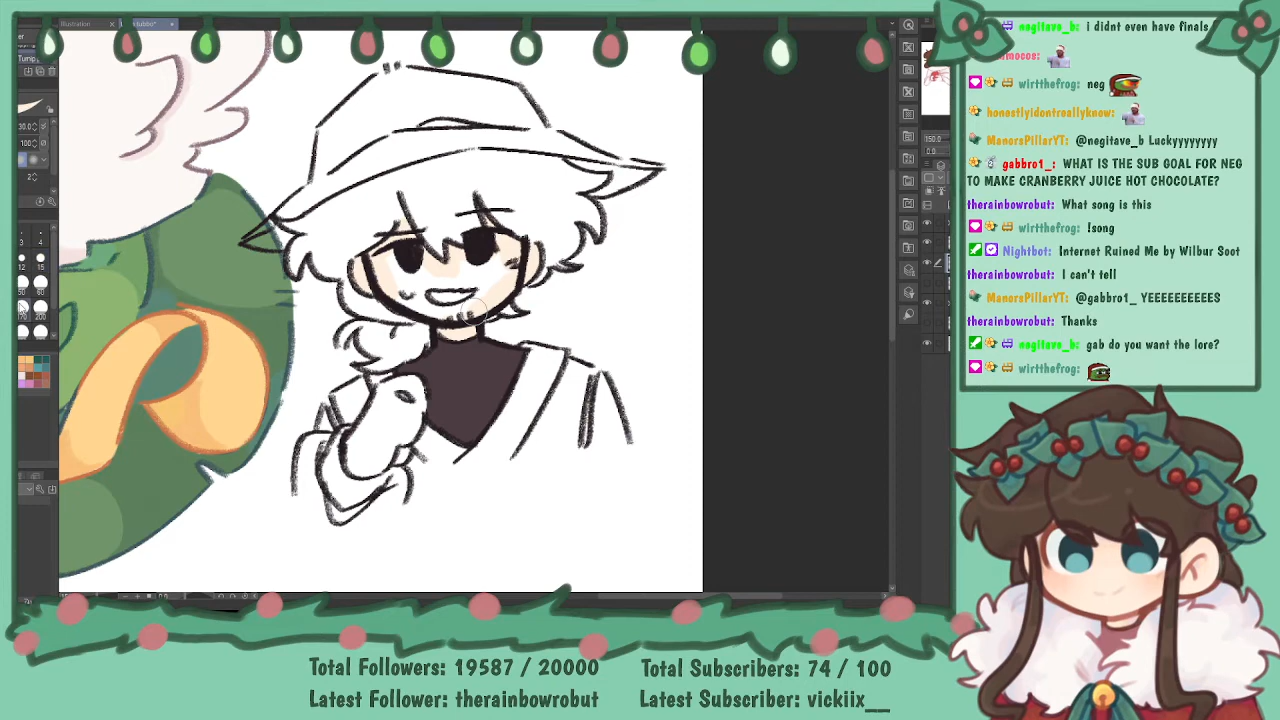 Illustration
negitave_b: i didnt even have finals
wirtthefrog: neg
honestlyidontreallyknow:
ManorsPillarYT: @negitave_b Luckyyyyyyy
gabbro1_: WHAT IS THE SUB GOAL FOR NEG
TO MAKE CRANBERRY JUICE HOT CHOCOLATE?
therainbowrobut: What song is this
wirtthefrog: !song
Nightbot: Internet Ruined Me by Wilbur Soot
therainbowrobut: I can't tell
ManorsPillarYT: @gabbro1_ YEEEEEEEEEES
therainbowrobut: Thanks
negitave_b: gab do you want the lore?
wirtthefrog:
Total Followers: 19587 / 20000
Latest Follower: therainbowrobut
Total Subscribers: 74 / 100
Latest Subscriber: vickiix__